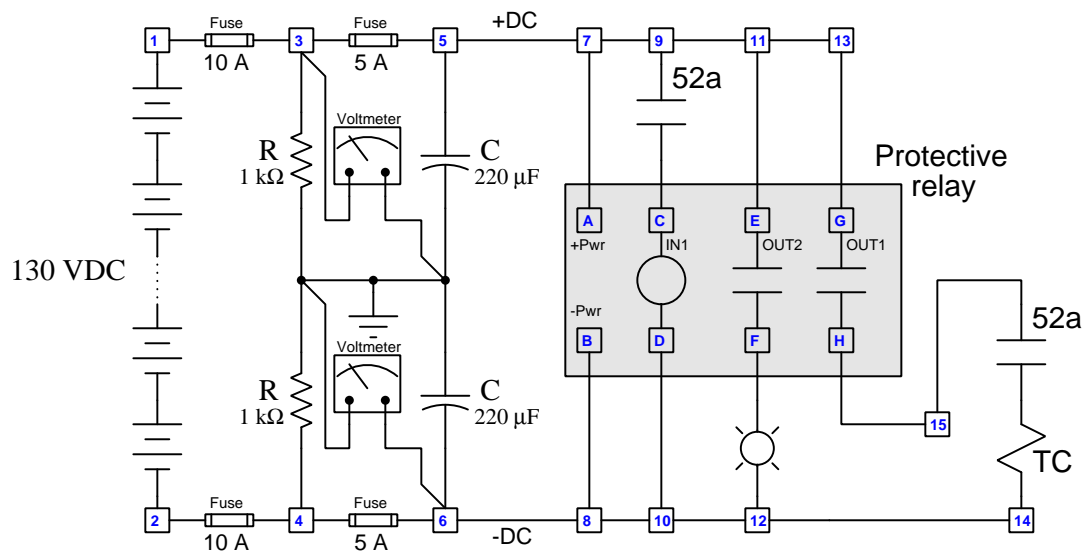 Fuse
Fuse
+DC
1
3
5
7
9
11
13
10 A
5 A
52a
Voltmeter
R
1 kΩ
C
220 µF
Protective
relay
A
C
E
G
+Pwr
IN1
OUT2
OUT1
130 VDC
-Pwr
52a
Voltmeter
B
D
F
H
R
1 kΩ
C
220 µF
15
TC
Fuse
Fuse
2
4
6
8
10
12
14
10 A
5 A
-DC